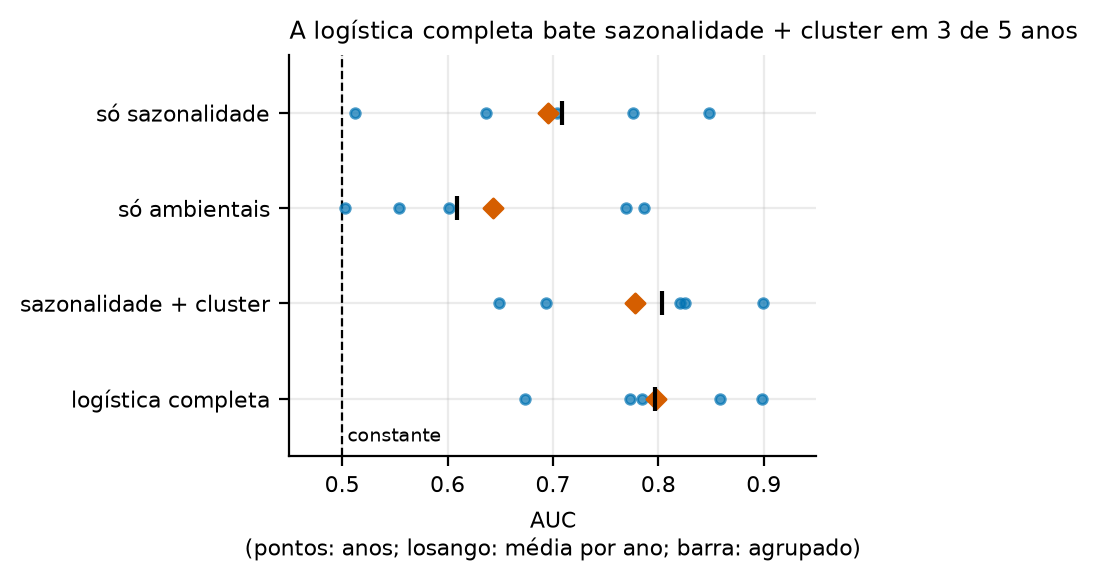 A logística completa bate sazonalidade + cluster em 3 de 5 anos
só sazonalidade
só ambientais
sazonalidade + cluster
logística completa
constante
0.5 0.6 0.7 0.8 0.9
AUC
(pontos: anos; losango: média por ano; barra: agrupado)